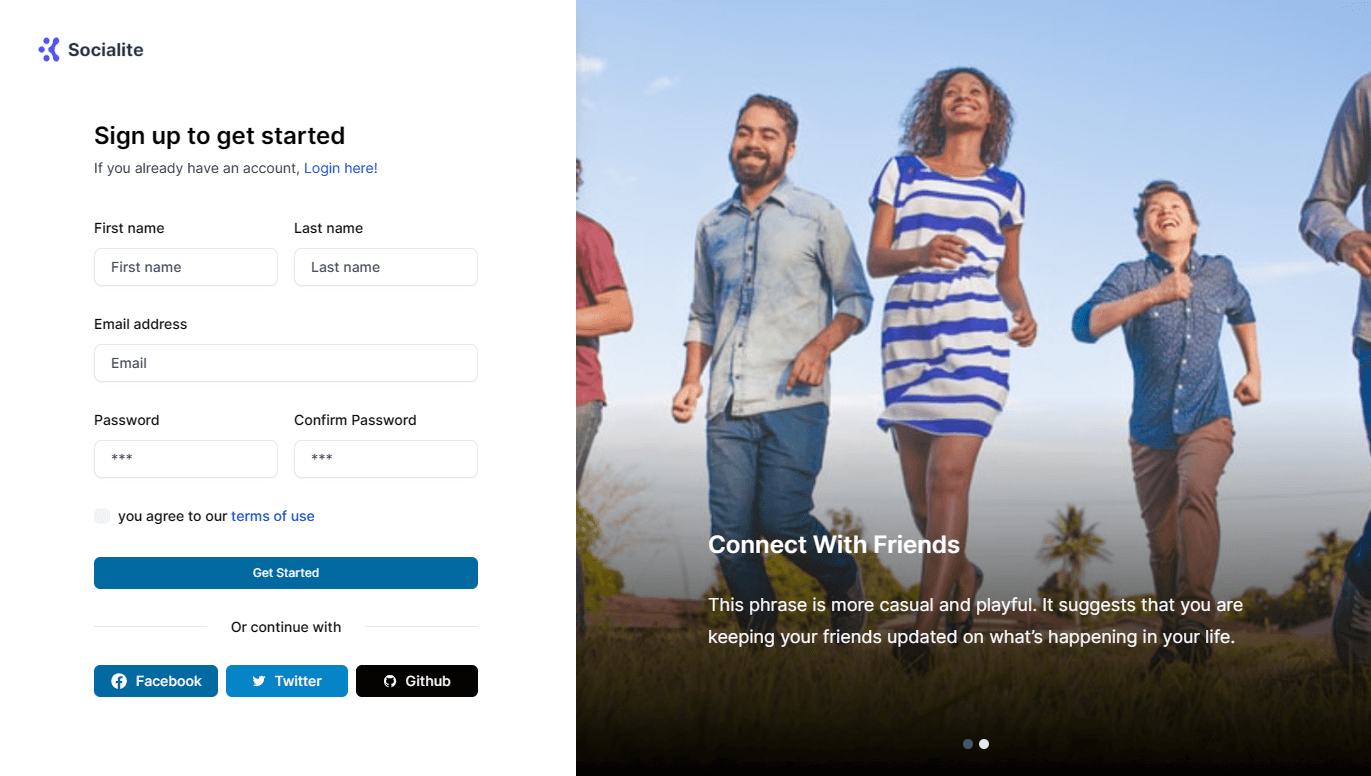 Socialite
Sign up to get started
If you already have an account, Login here!
First name
Last name
First name
Last name
Email address
Email
Password
Confirm Password
***
***
you agree to our terms of use
Get Started
Or continue with
Facebook
Twitter
Github
Connect With Friends
This phrase is more casual and playful. It suggests that you are
keeping your friends updated on what’s happening in your life.